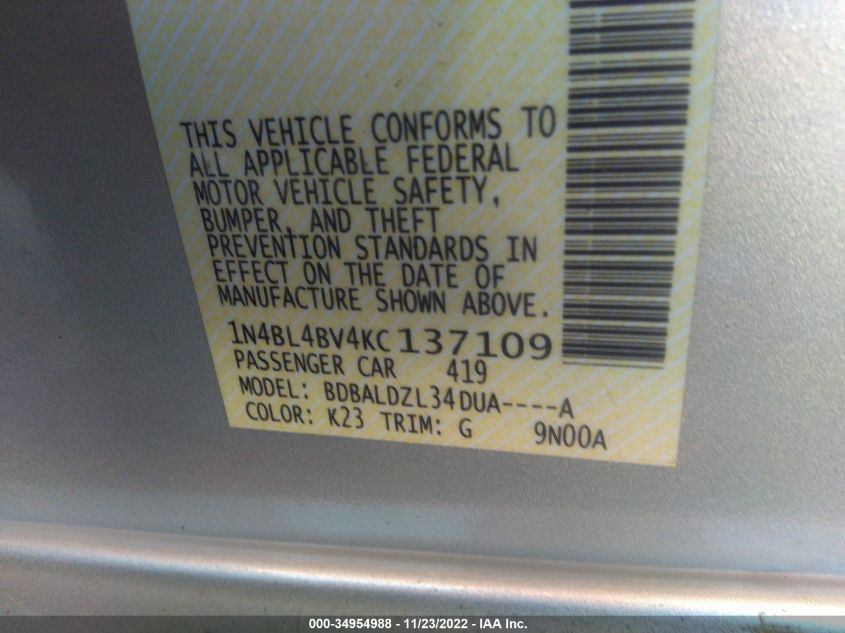 THIS VEHICLE CONFORMS TO
ALL APPLICABLE FEDERAL
MOTOR VEHICLE SAFETY,
BUMPER, AND THEFT
PREVENTION STANDARDS IN
EFFECT ON THE DATE OF
MANUFACTURE SHOWN ABOVE.
1N4BL4BV4KC137109
PASSENGER CAR 419
MODEL: BDBALDZL34DUA----A
COLOR: K23 TRIM: G 9N00A
000-34954988 - 11/23/2022 - IAA Inc.